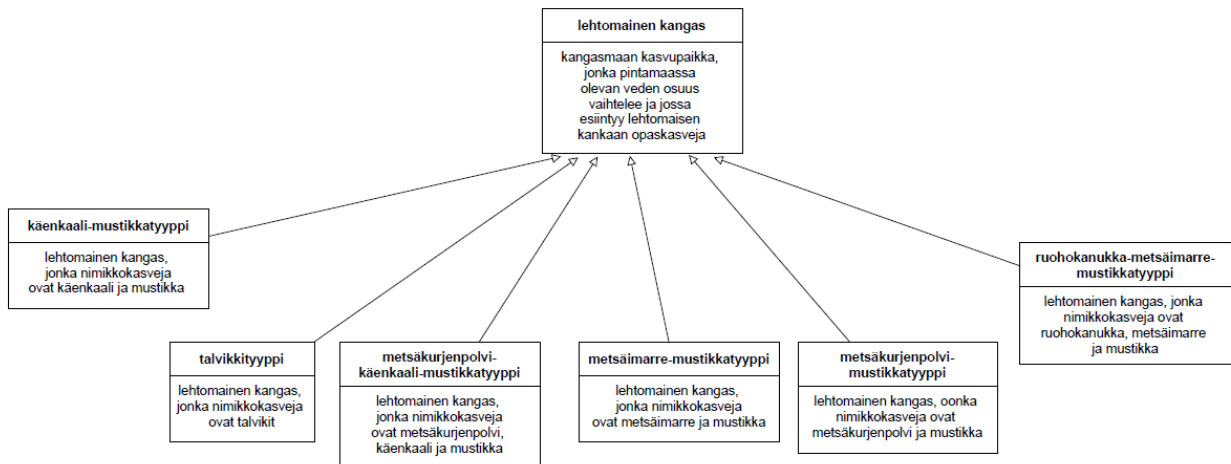 lehtomainen kangas
kangasmaan kasvupaikka,
jonka pintamaassa
olevan veden osuus
vaihtelee ja jossa
esiintyy lehtomaisen
kankaan opaskasveja
käenkaali-mustikkatyyppi
lehtomainen kangas,
jonka nimikkokasveja
ovat käenkaali ja mustikka
talvikkityyppi
lehtomainen kangas,
jonka nimikkokasveja
ovat talvikit
metsäkurjenpolvi-
käenkaali-mustikkatyyppi
lehtomainen kangas,
jonka nimikkokasveja
ovat metsäkurjenpolvi,
käenkaali ja mustikka
metsäimarre-mustikkatyyppi
lehtomainen kangas,
jonka nimikkokasveja
ovat metsäimarre ja mustikka
metsäkurjenpolvi-
mustikkatyyppi
lehtomainen kangas, oonka
nimikkokasveja ovat
metsäkurjenpolvi ja mustikka
ruohokanukka-metsäimarre-
mustikkatyyppi
lehtomainen kangas, jonka
nimikkokasveja ovat
ruohokanukka, metsäimarre
ja mustikka